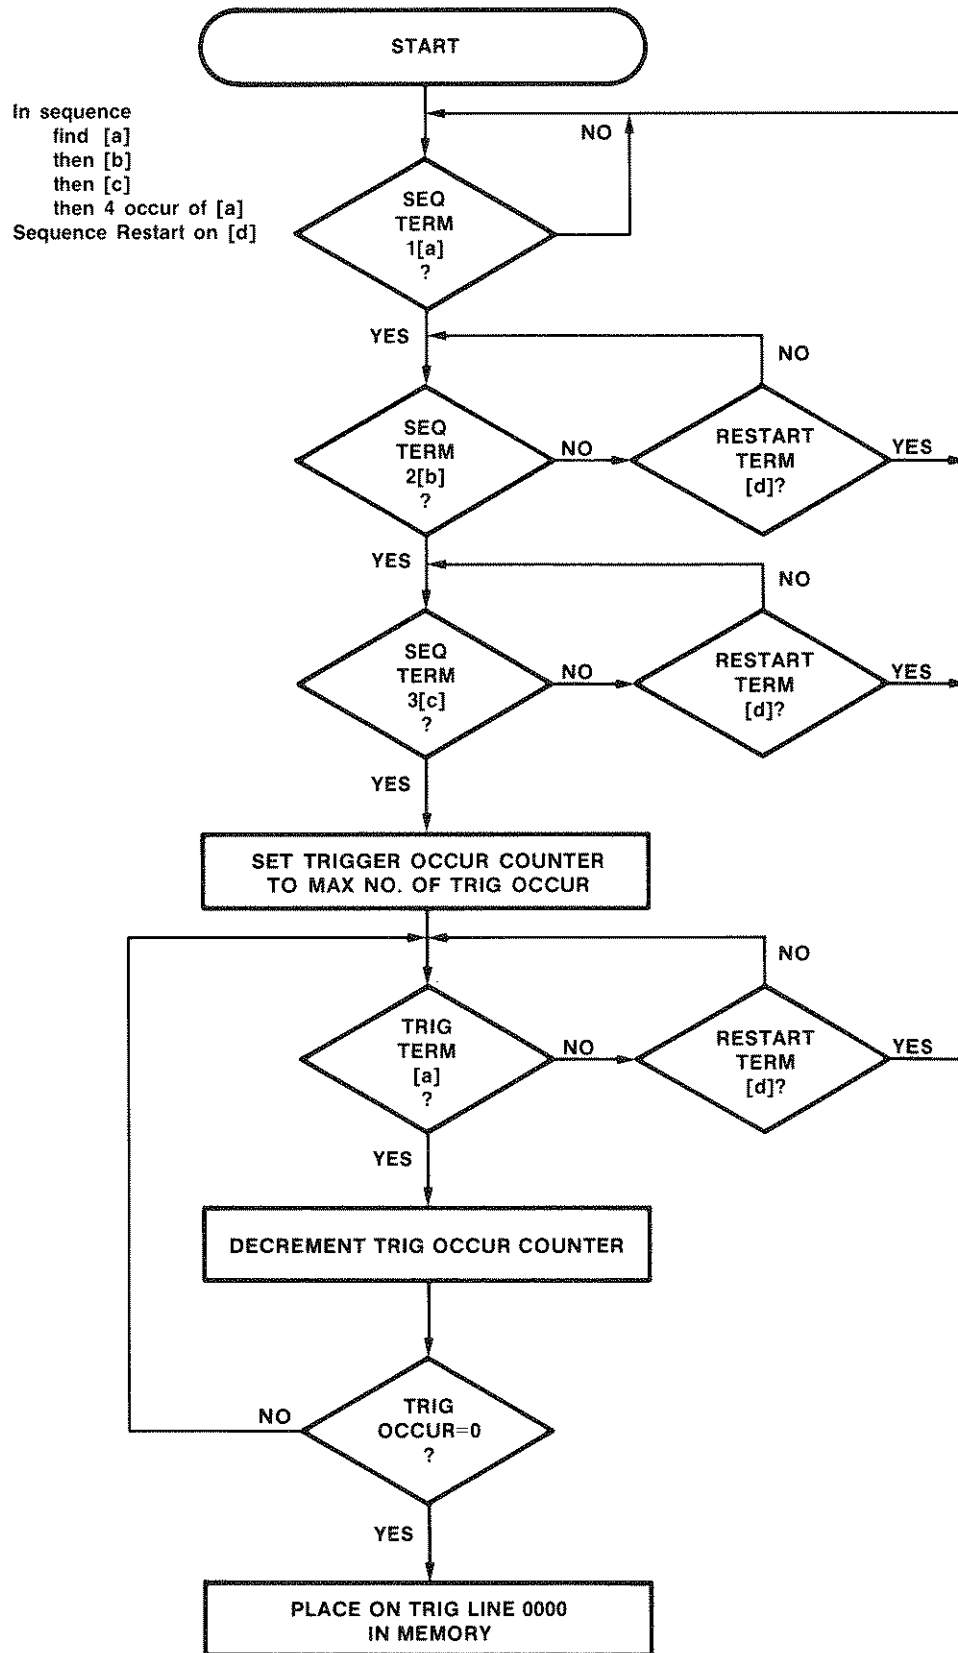 START
In sequence
find [a]
then [b]
then [c]
then 4 occur of [a]
Sequence Restart on [d]
NO
SEQ
TERM
1[a]
?
YES
NO
SEQ
TERM
2[b]
?
NO
RESTART
TERM
[d]?
YES
YES
NO
SEQ
TERM
3[c]
?
NO
RESTART
TERM
[d]?
YES
YES
SET TRIGGER OCCUR COUNTER
TO MAX NO. OF TRIG OCCUR
NO
TRIG
TERM
[a]
?
NO
RESTART
TERM
[d]?
YES
YES
DECREMENT TRIG OCCUR COUNTER
TRIG
OCCUR=0
?
NO
YES
PLACE ON TRIG LINE 0000
IN MEMORY